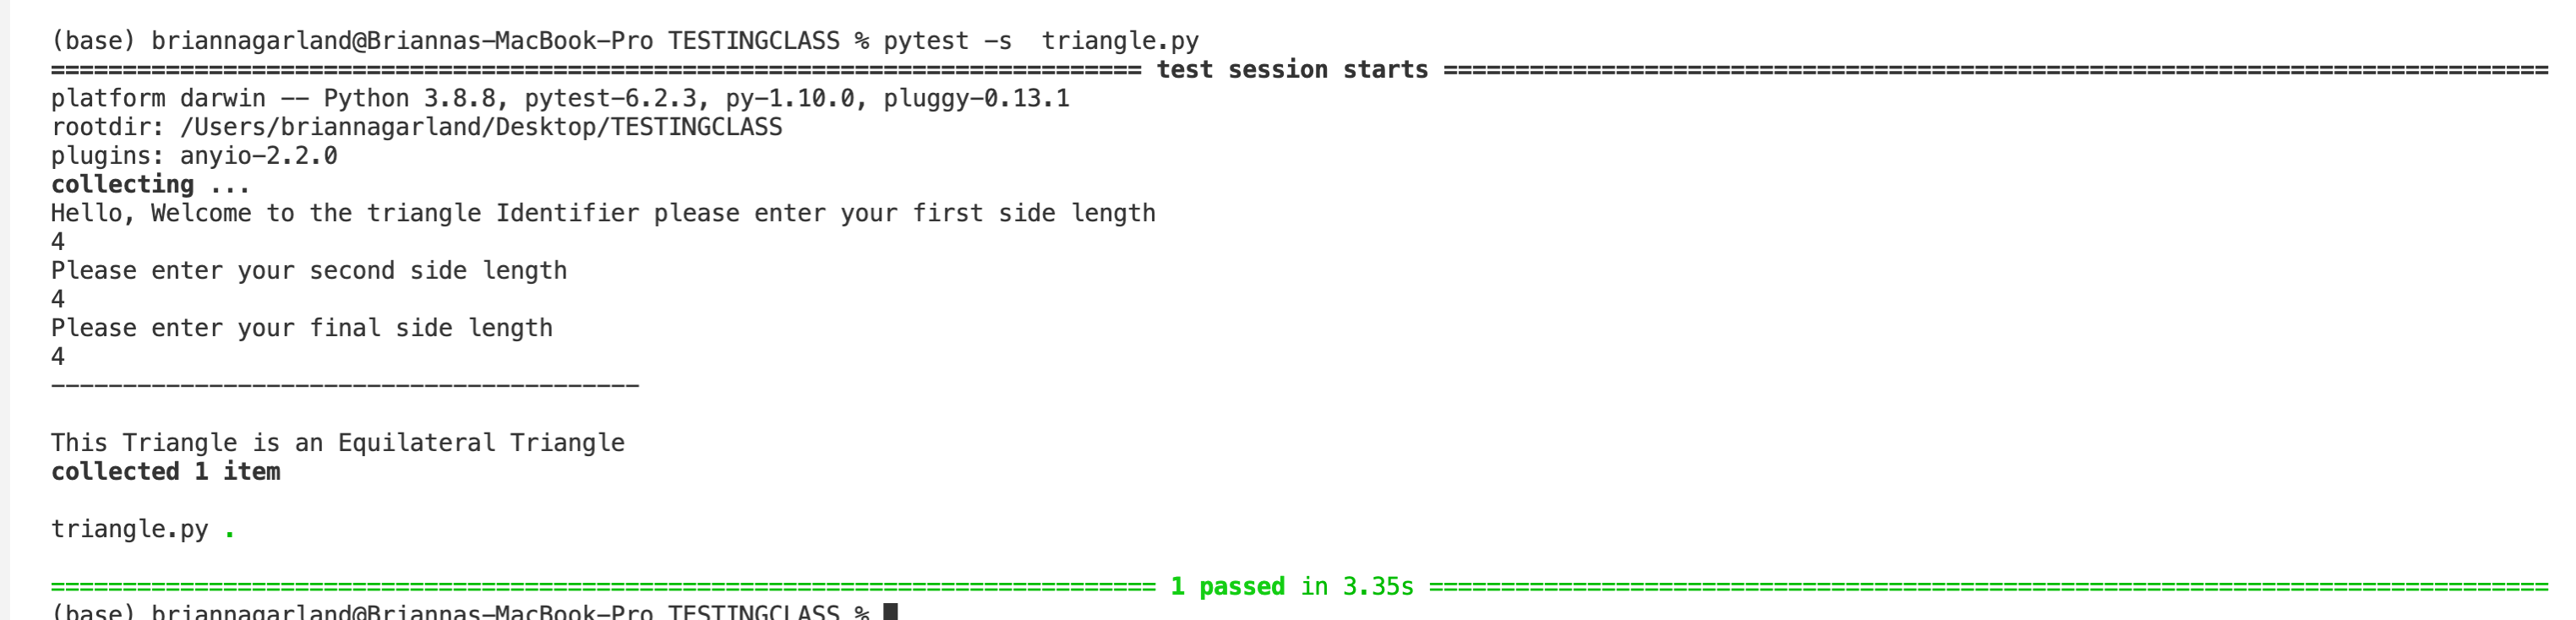 (base) briannagarland@Briannas-MacBook-Pro TESTINGCLASS % pytest -s  triangle.py
============================================================================ test session starts =============================================================================
platform darwin -- Python 3.8.8, pytest-6.2.3, py-1.10.0, pluggy-0.13.1
rootdir: /Users/briannagarland/Desktop/TESTINGCLASS
plugins: anyio-2.2.0
collecting ...
Hello, Welcome to the triangle Identifier please enter your first side length
4
Please enter your second side length
4
Please enter your final side length
4
-----------------------------------------
This Triangle is an Equilateral Triangle
collected 1 item
triangle.py .
============================================================================= 1 passed in 3.35s ==============================================================================
(base) briannagarland@Briannas-MacBook-Pro TESTINGCLASS %